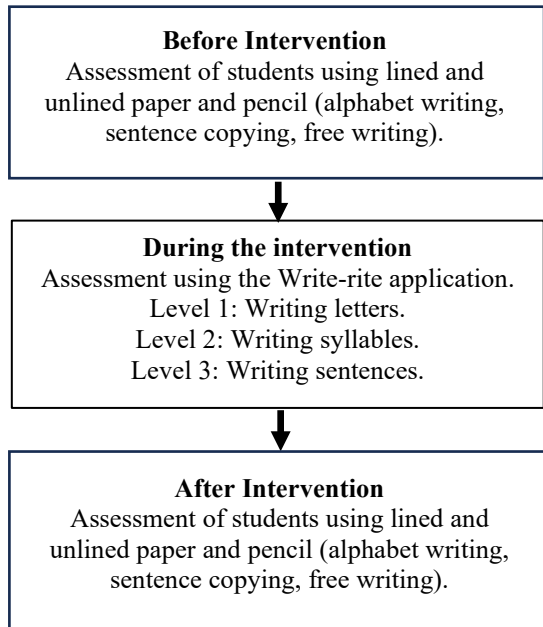 Before Intervention
Assessment of students using lined and
unlined paper and pencil (alphabet writing,
sentence copying, free writing).
During the intervention
Assessment using the Write-rite application.
Level 1: Writing letters.
Level 2: Writing syllables.
Level 3: Writing sentences.
After Intervention
Assessment of students using lined and
unlined paper and pencil (alphabet writing,
sentence copying, free writing).